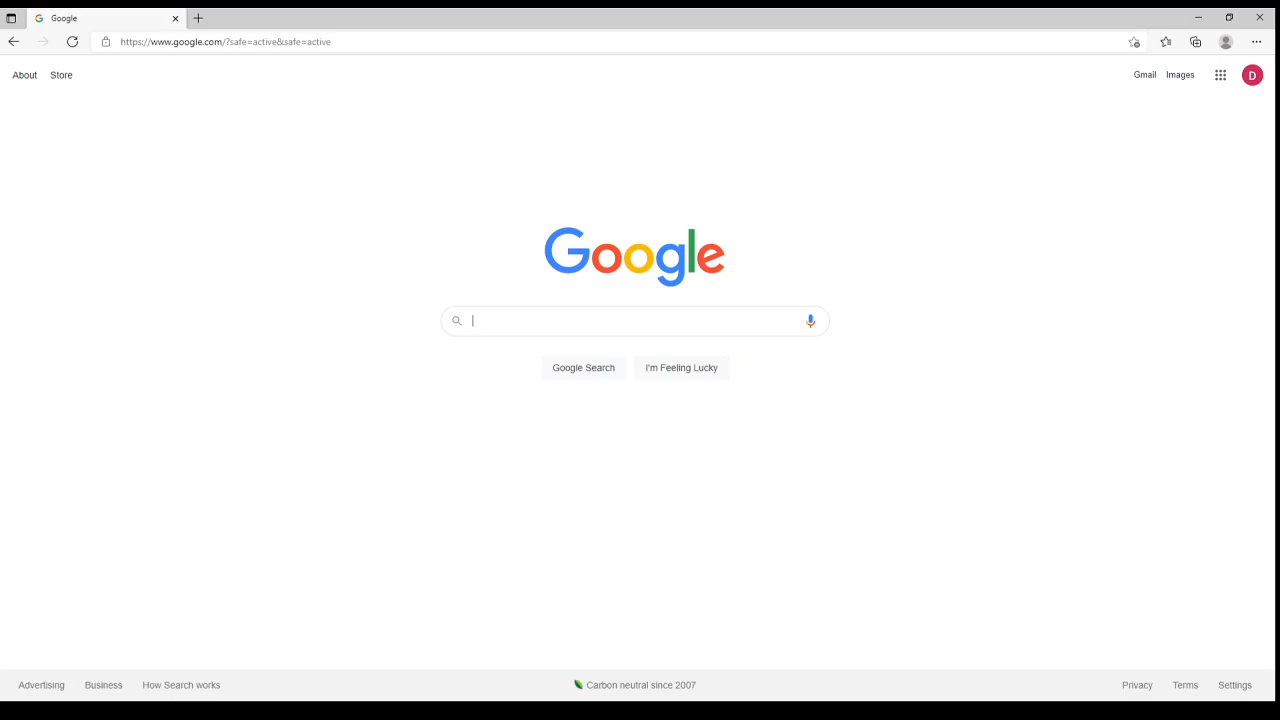 Google
https://www.google.com/?safe=active&safe=active
About Store
Gmail Images
D
Google
Google Search I'm Feeling Lucky
Advertising Business How Search works
Carbon neutral since 2007
Privacy Terms Settings